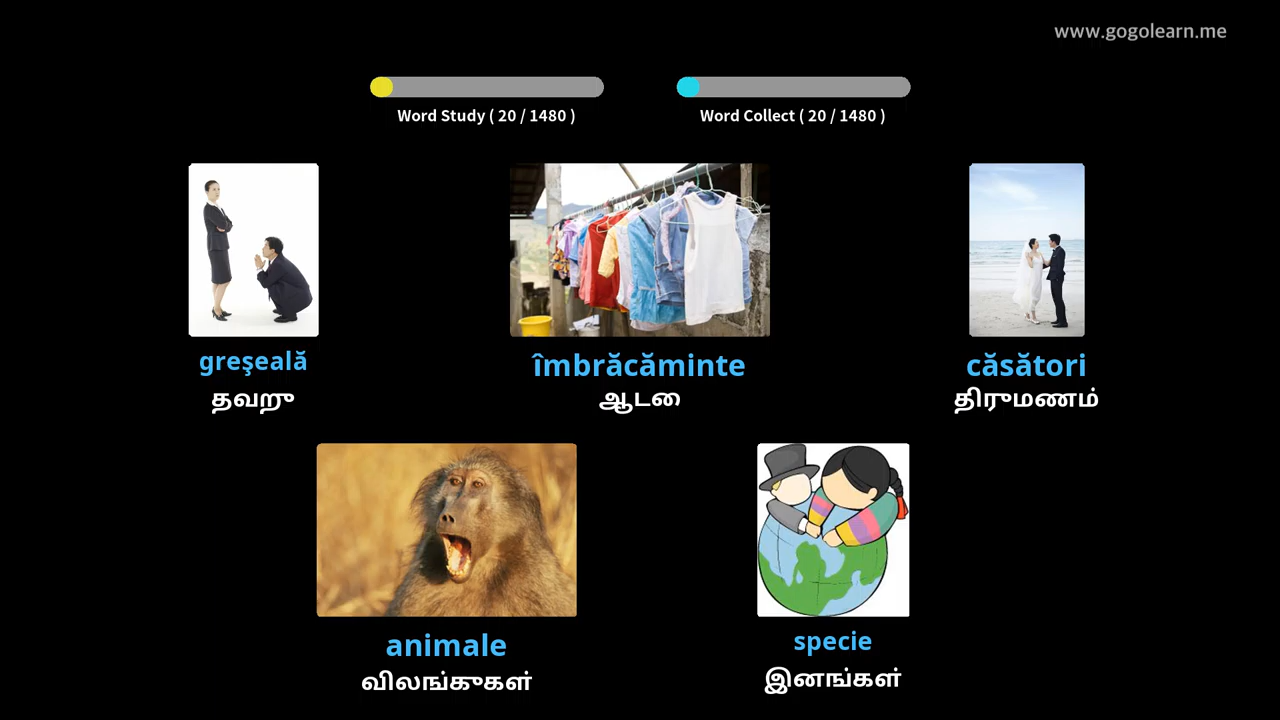 www.gogolearn.me
Word Study ( 20 / 1480 )
Word Collect ( 20 / 1480 )
greşeală
தவறு
îmbrăcăminte
ஆடை
căsători
திருமணம்
animale
விலங்குகள்
specie
இனங்கள்